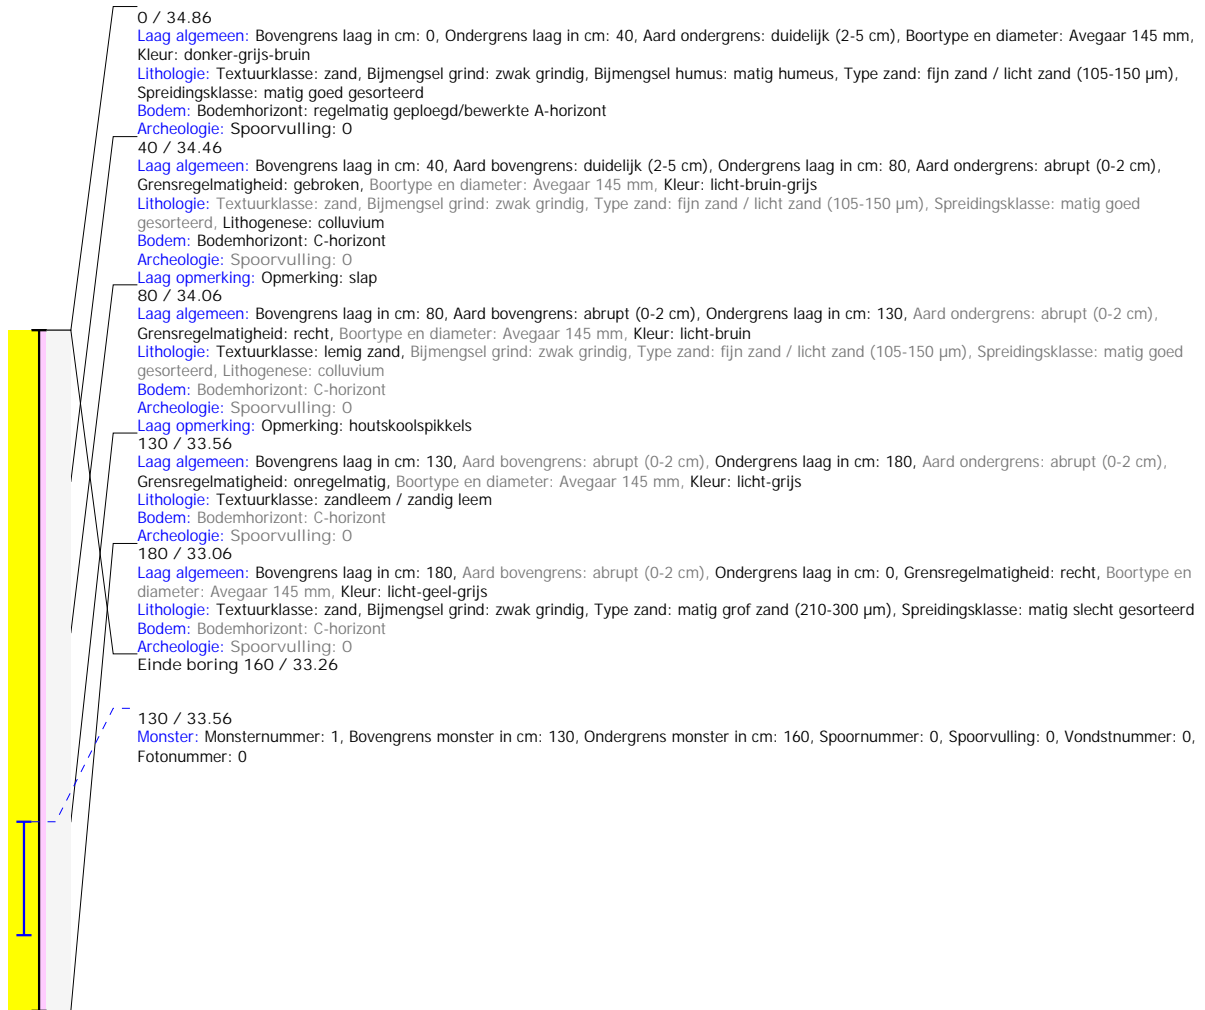 0 / 34.86
Laag algemeen: Bovengrens laag in cm: 0, Ondergrens laag in cm: 40, Aard ondergrens: duidelijk (2-5 cm), Boortype en diameter: Avegaar 145 mm,
Kleur: donker-grijs-bruin
Lithologie: Textuurklasse: zand, Bijmengsel grind: zwak grindig, Bijmengsel humus: matig humeus, Type zand: fijn zand / licht zand (105-150 µm),
Spreidingsklasse: matig goed gesorteerd
Bodem: Bodemhorizont: regelmatig geploegd/bewerkte A-horizont
Archeologie: Spoorvulling: 0
40 / 34.46
Laag algemeen: Bovengrens laag in cm: 40, Aard bovengrens: duidelijk (2-5 cm), Ondergrens laag in cm: 80, Aard ondergrens: abrupt (0-2 cm),
Grensregelmatigheid: gebroken, Boortype en diameter: Avegaar 145 mm, Kleur: licht-bruin-grijs
Lithologie: Textuurklasse: zand, Bijmengsel grind: zwak grindig, Type zand: fijn zand / licht zand (105-150 µm), Spreidingsklasse: matig goed
gesorteerd, Lithogenese: colluvium
Bodem: Bodemhorizont: C-horizont
Archeologie: Spoorvulling: 0
Laag opmerking: Opmerking: slap
80 / 34.06
Laag algemeen: Bovengrens laag in cm: 80, Aard bovengrens: abrupt (0-2 cm), Ondergrens laag in cm: 130, Aard ondergrens: abrupt (0-2 cm),
Grensregelmatigheid: recht, Boortype en diameter: Avegaar 145 mm, Kleur: licht-bruin
Lithologie: Textuurklasse: lemig zand, Bijmengsel grind: zwak grindig, Type zand: fijn zand / licht zand (105-150 µm), Spreidingsklasse: matig goed
gesorteerd, Lithogenese: colluvium
Bodem: Bodemhorizont: C-horizont
Archeologie: Spoorvulling: 0
Laag opmerking: Opmerking: houtskoolspikkels
130 / 33.56
Laag algemeen: Bovengrens laag in cm: 130, Aard bovengrens: abrupt (0-2 cm), Ondergrens laag in cm: 180, Aard ondergrens: abrupt (0-2 cm),
Grensregelmatigheid: onregelmatig, Boortype en diameter: Avegaar 145 mm, Kleur: licht-grijs
Lithologie: Textuurklasse: zandleem / zandig leem
Bodem: Bodemhorizont: C-horizont
Archeologie: Spoorvulling: 0
180 / 33.06
Laag algemeen: Bovengrens laag in cm: 180, Aard bovengrens: abrupt (0-2 cm), Ondergrens laag in cm: 0, Grensregelmatigheid: recht, Boortype en
diameter: Avegaar 145 mm, Kleur: licht-geel-grijs
Lithologie: Textuurklasse: zand, Bijmengsel grind: zwak grindig, Type zand: matig grof zand (210-300 µm), Spreidingsklasse: matig slecht gesorteerd
Bodem: Bodemhorizont: C-horizont
Archeologie: Spoorvulling: 0
Einde boring 160 / 33.26
130 / 33.56
Monster: Monsternummer: 1, Bovengrens monster in cm: 130, Ondergrens monster in cm: 160, Spoornummer: 0, Spoorvulling: 0, Vondstnummer: 0,
Fotonummer: 0